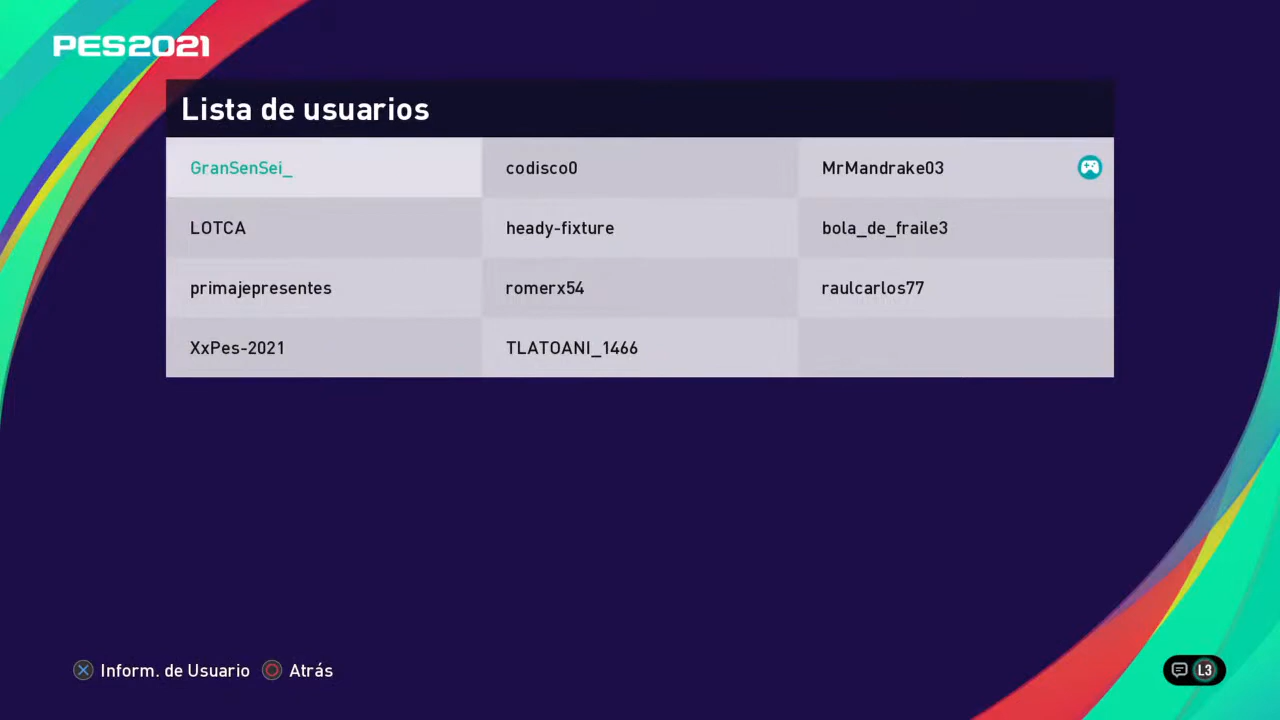 PES2021
Lista de usuarios
GranSenSei_ codisco0 MrMandrake03
LOTCA heady-fixture bola_de_fraile3
primajepresentes romerx54 raulcarlos77
XxPes-2021 TLATOANI_1466
Inform. de Usuario Atrás L3